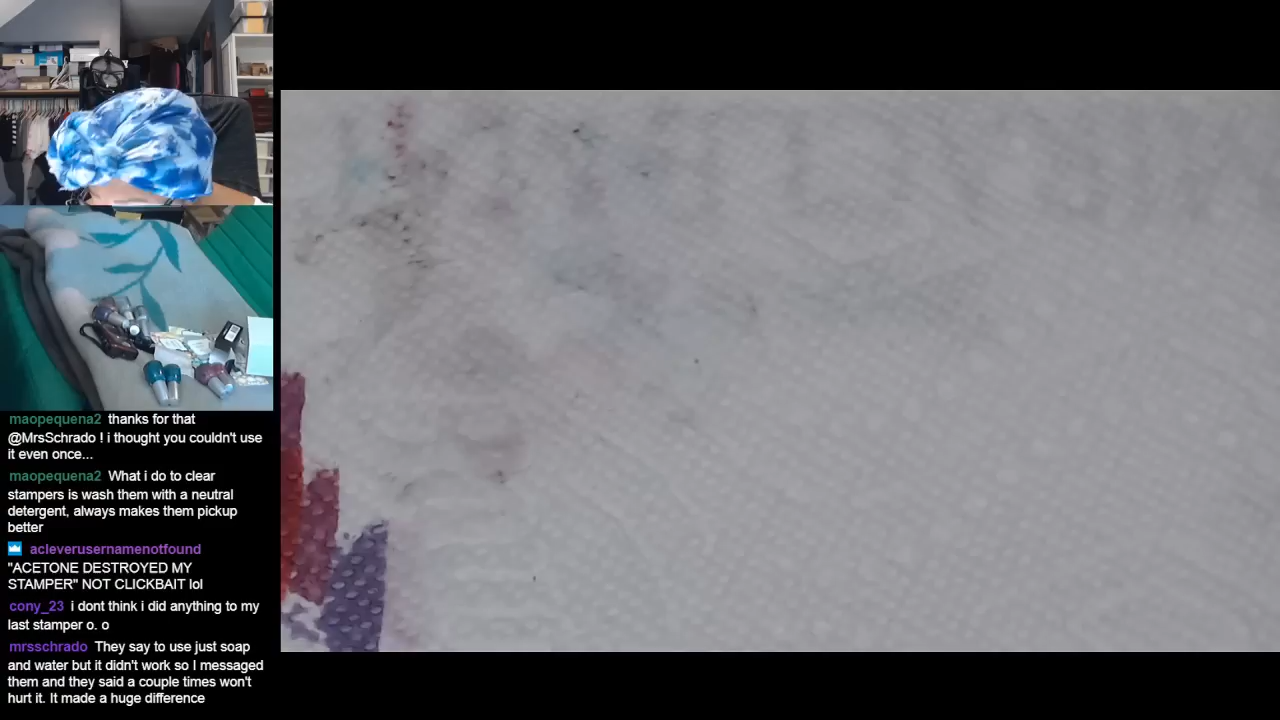 maopequena2 thanks for that
@MrsSchrado ! i thought you couldn't use
it even once...
maopequena2 What i do to clear
stampers is wash them with a neutral
detergent, always makes them pickup
better
acleverusernamenotfound
"ACETONE DESTROYED MY
STAMPER" NOT CLICKBAIT lol
cony_23 i dont think i did anything to my
last stamper o. o
mrsschrado They say to use just soap
and water but it didn't work so I messaged
them and they said a couple times won't
hurt it. It made a huge difference